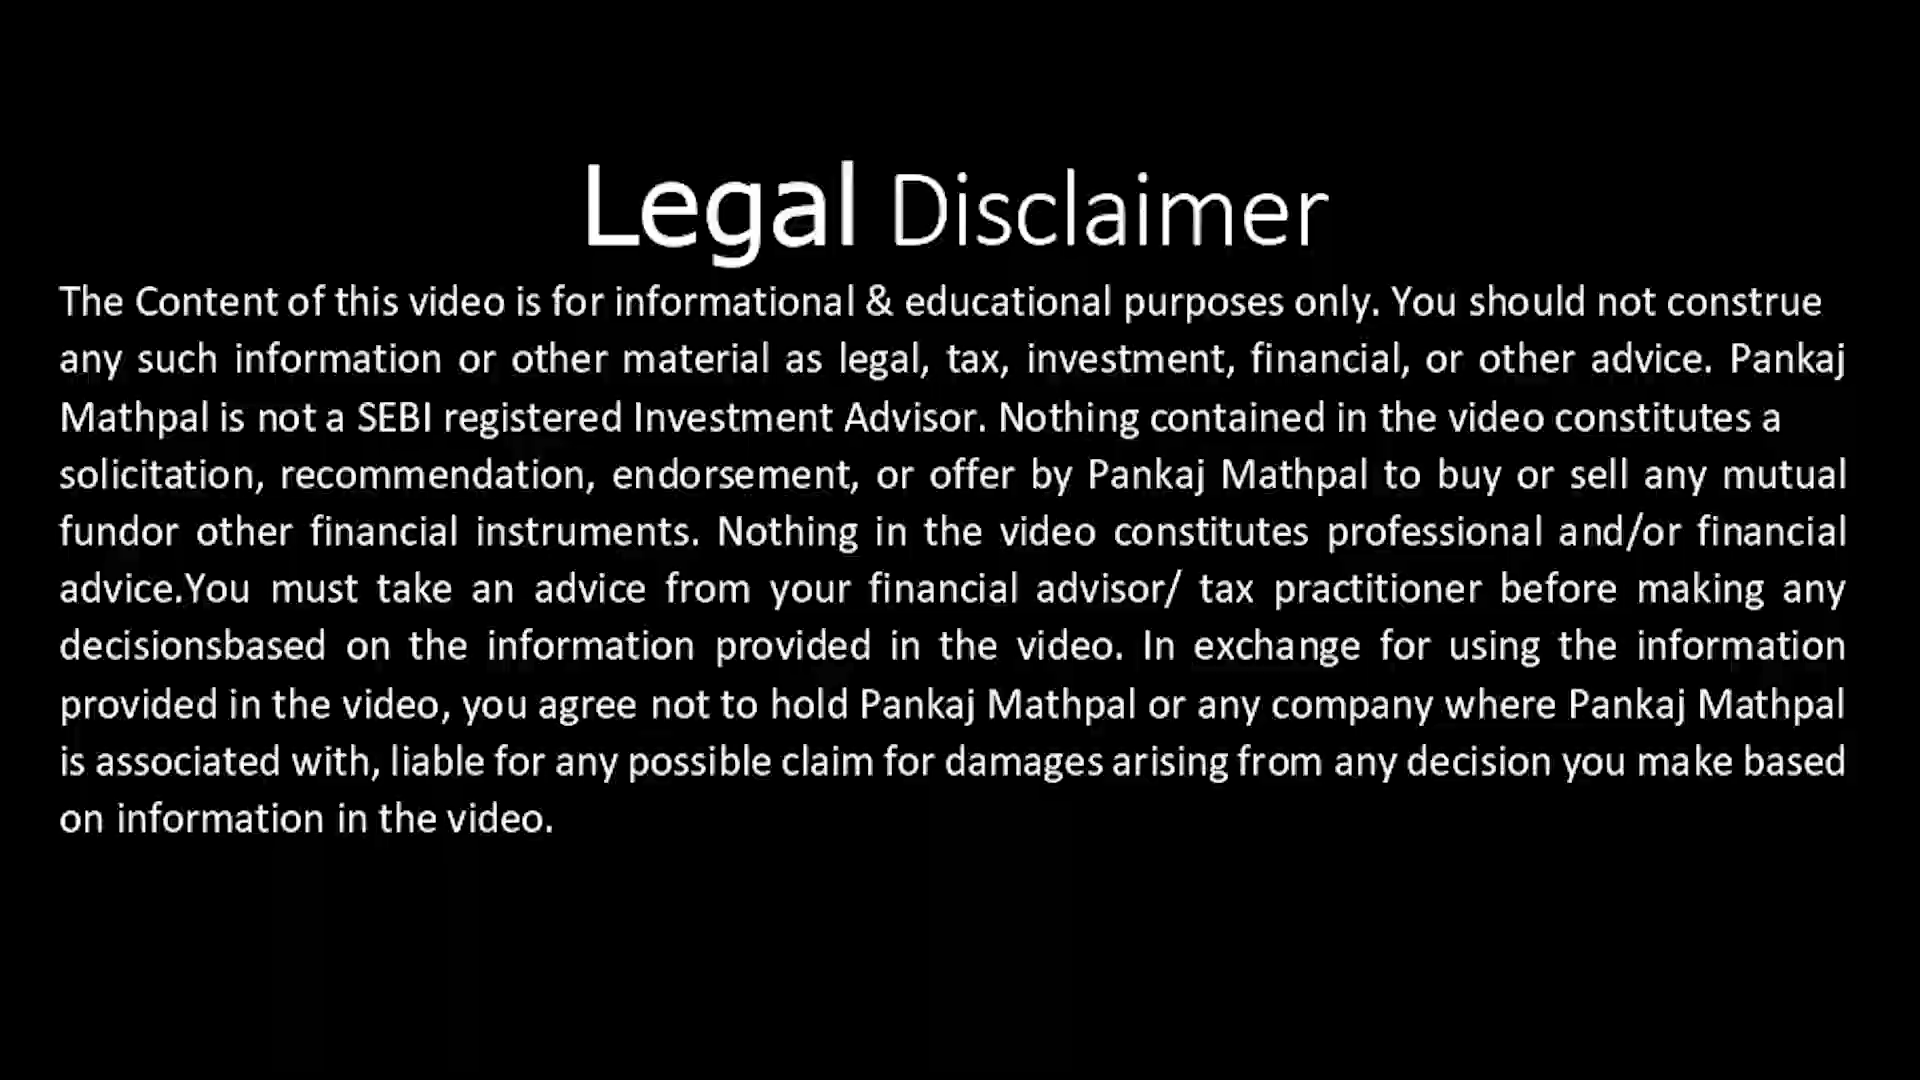 Legal Disclaimer
The Content of this video is for informational & educational purposes only. You should not construe
any such information or other material as legal, tax, investment, financial, or other advice. Pankaj
Mathpal is not a SEBI registered Investment Advisor. Nothing contained in the video constitutes a
solicitation, recommendation, endorsement, or offer by Pankaj Mathpal to buy or sell any mutual
fundor other financial instruments. Nothing in the video constitutes professional and/or financial
advice.You must take an advice from your financial advisor/ tax practitioner before making any
decisionsbased on the information provided in the video. In exchange for using the information
provided in the video, you agree not to hold Pankaj Mathpal or any company where Pankaj Mathpal
is associated with, liable for any possible claim for damages arising from any decision you make based
on information in the video.